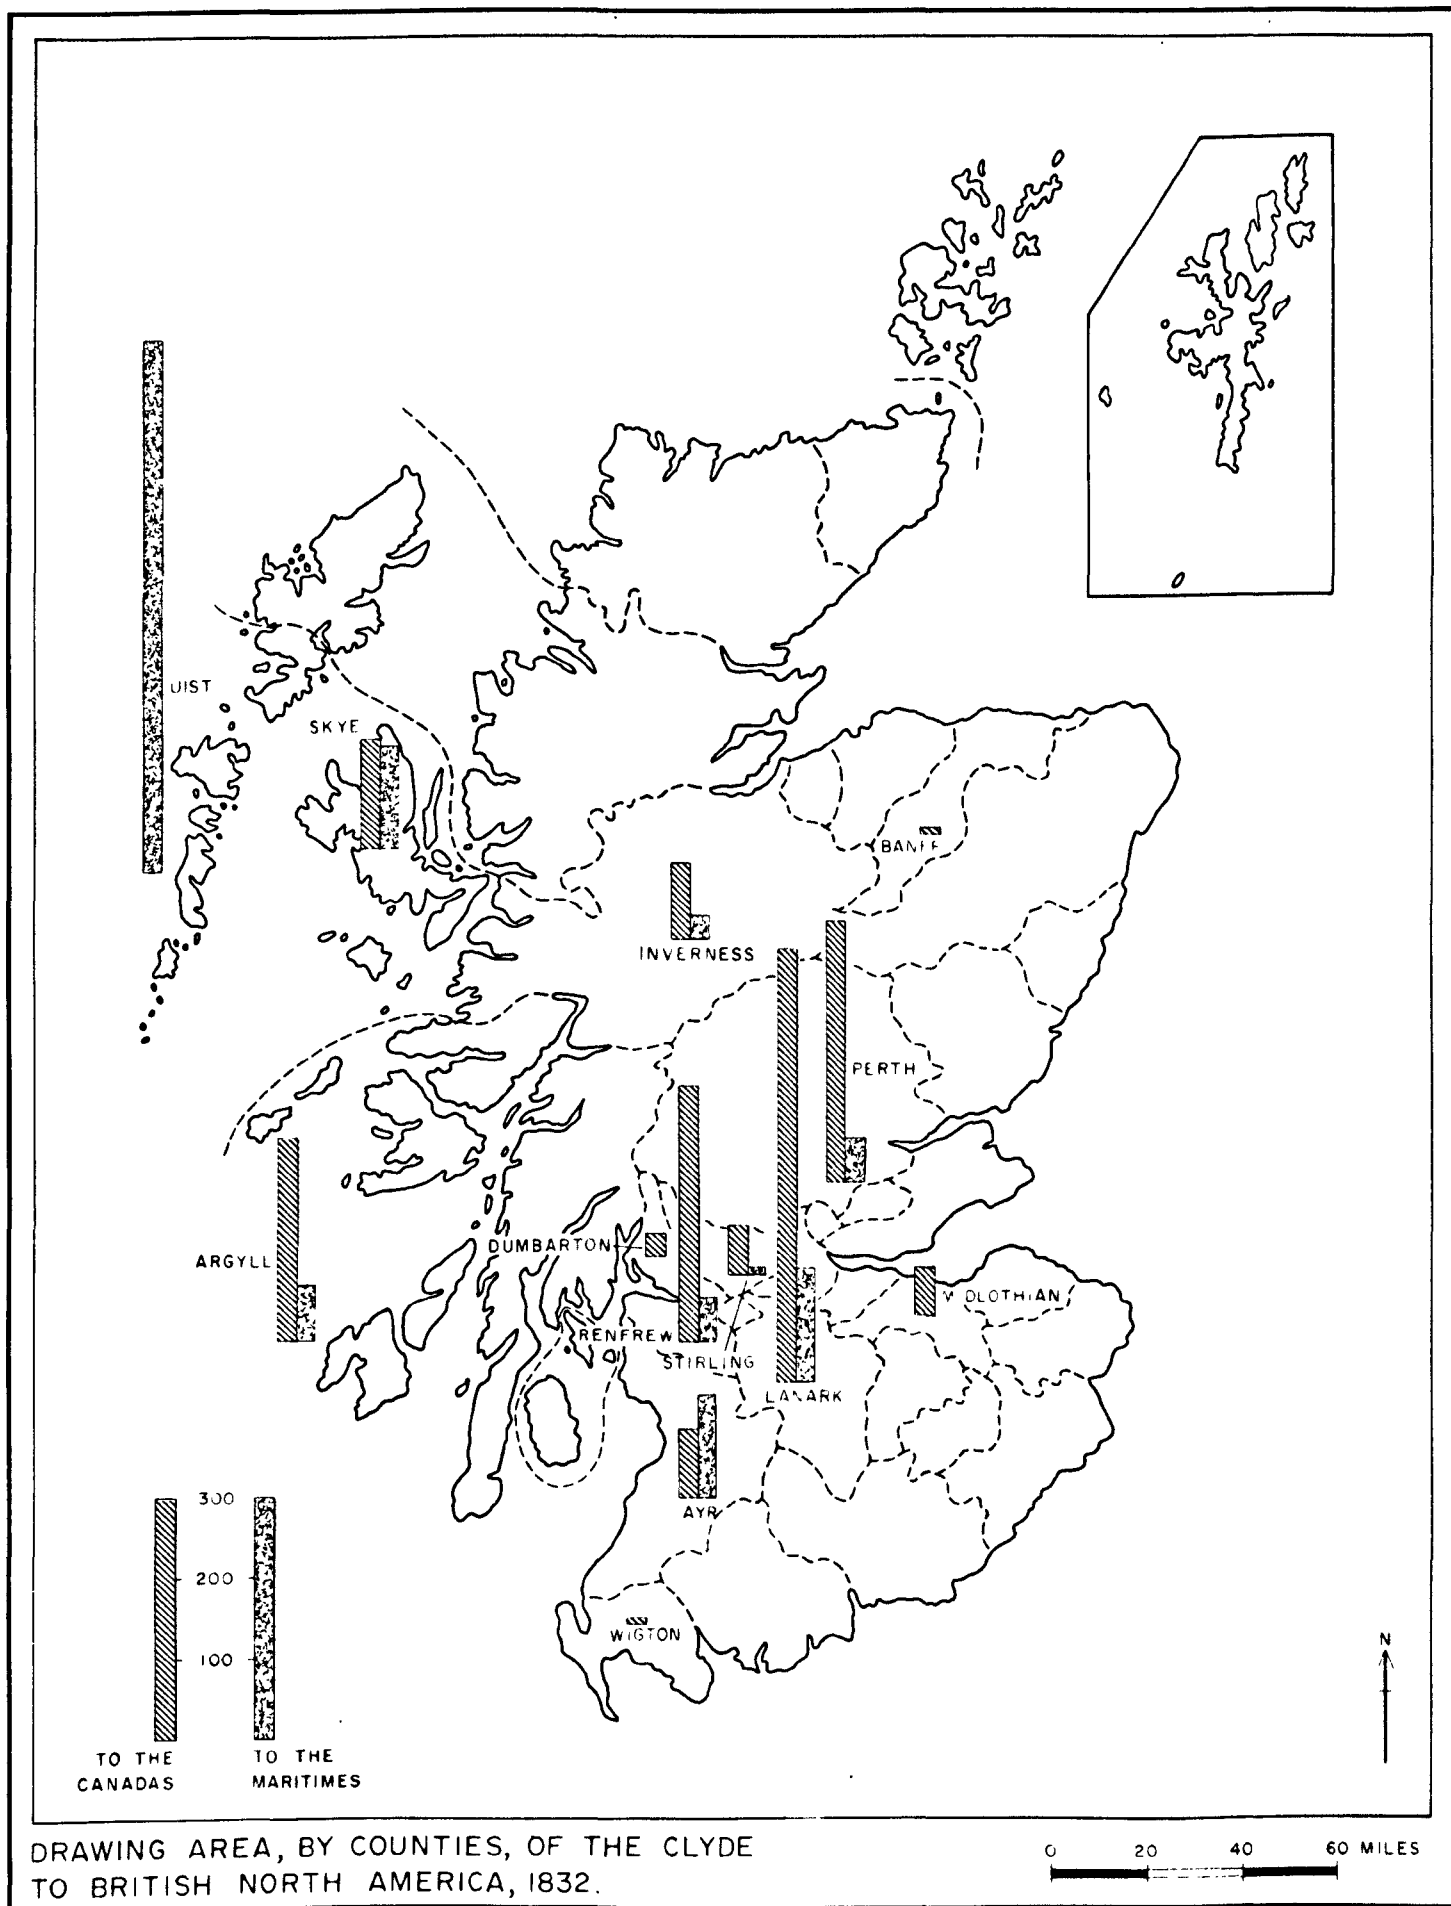 UIST
SKYE
BANFF
INVERNESS
PERTH
ARGYLL
DUMBARTON
MIDLOTHIAN
RENFREW
STIRLING
LANARK
AYR
WIGTON
300
200
100
TO THE
CANADAS
TO THE
MARITIMES
N
DRAWING AREA, BY COUNTIES, OF THE CLYDE
TO BRITISH NORTH AMERICA, 1832.
0 20 40 60 MILES